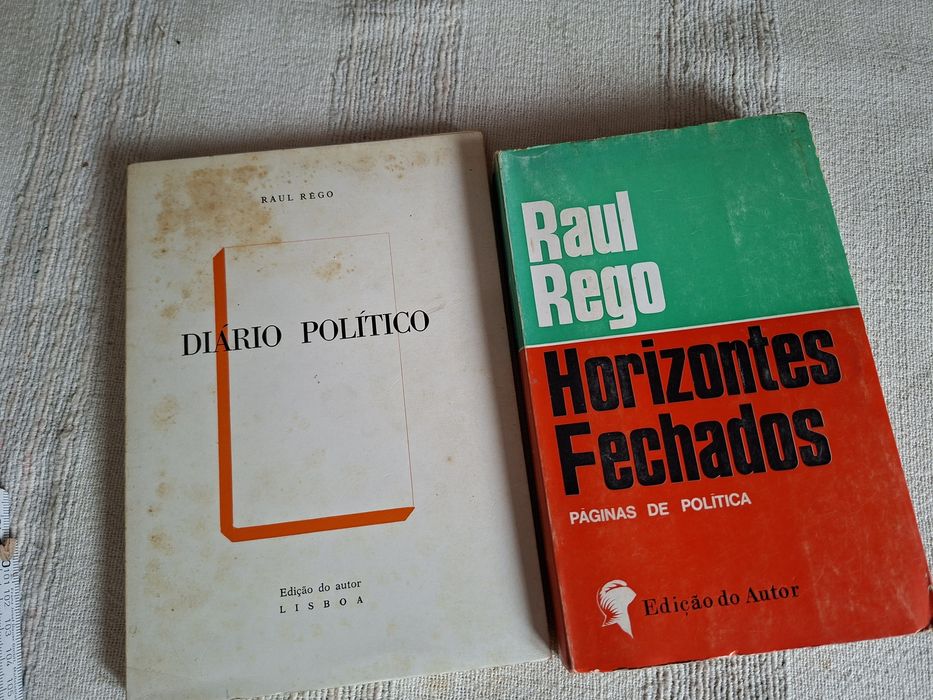 RAUL RÊGO
DIÁRIO POLÍTICO
Edição do autor
LISBOA
Raul
Rego
Horizontes
Fechados
PÁGINAS DE POLÍTICA
Edição do Autor